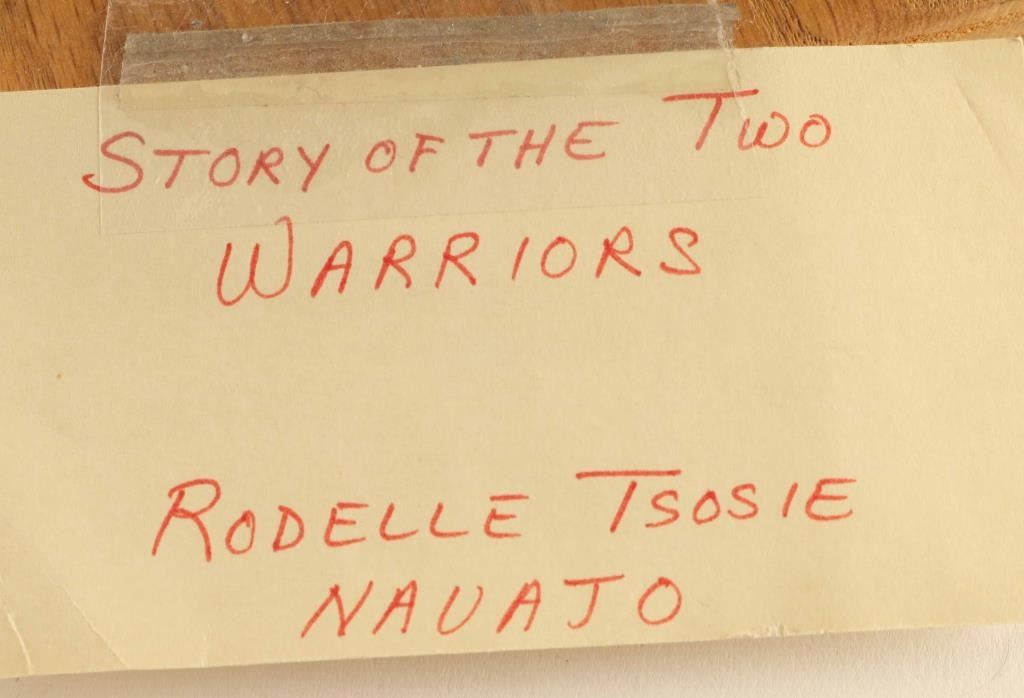 STORY OF THE TWO
WARRIORS
RODELLE TSOSIE
NAVAJO